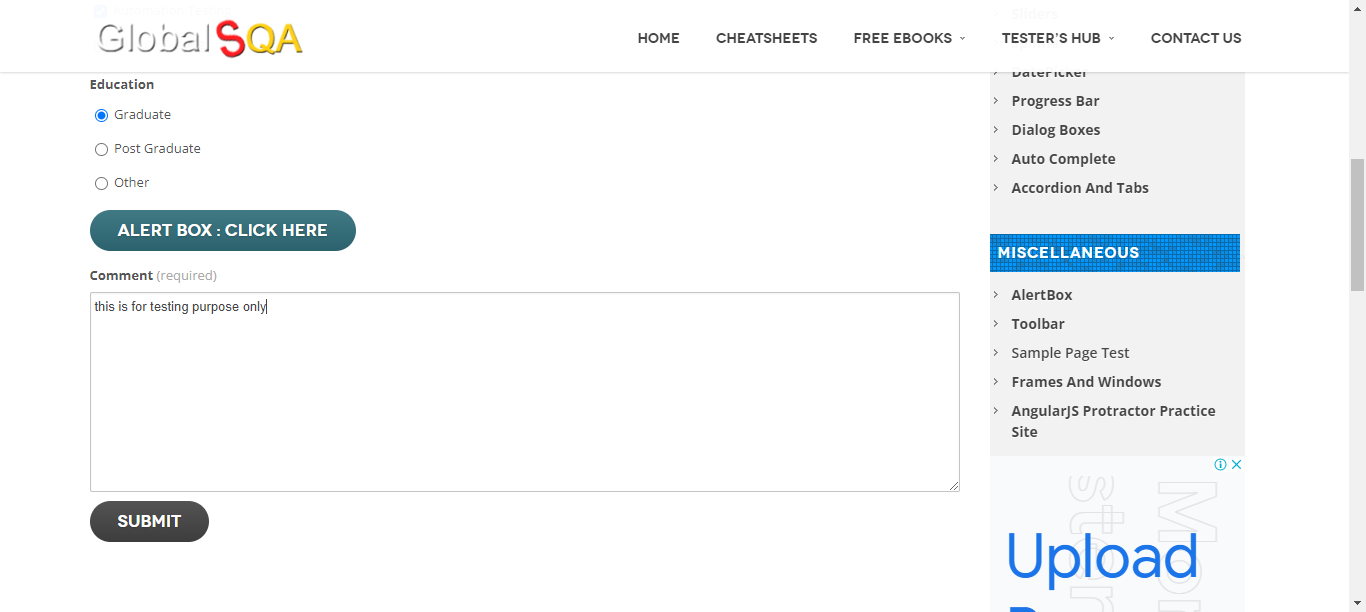 GlobalSQA
HOME
CHEATSHEETS
FREE EBOOKS
TESTER'S HUB
CONTACT US
Education
Graduate
Post Graduate
Other
ALERT BOX : CLICK HERE
Comment (required)
this is for testing purpose only
SUBMIT
Sliders
DatePicker
Progress Bar
Dialog Boxes
Auto Complete
Accordion And Tabs
MISCELLANEOUS
AlertBox
Toolbar
Sample Page Test
Frames And Windows
AngularJS Protractor Practice
Site
Upload